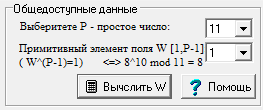 Общедоступные данные
Выберитете P - простое число: 11
Примитивный элемент поля W [1,P-1] 1
( W^(P-1)=1) <=> 8^10 mod 11 = 8
Вычслить W ? Помощь